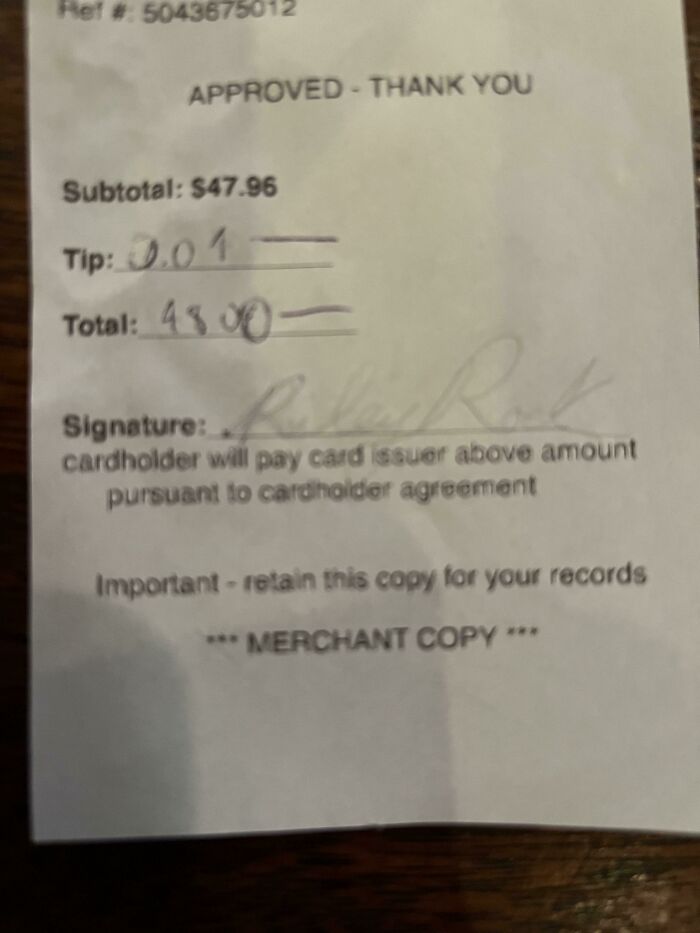 Ref #: 5043675012
APPROVED - THANK YOU
Subtotal: $47.96
Tip: 0.04
Total: 48.00
Signature:
cardholder will pay card issuer above amount
pursuant to cardholder agreement
Important - retain this copy for your records
*** MERCHANT COPY ***